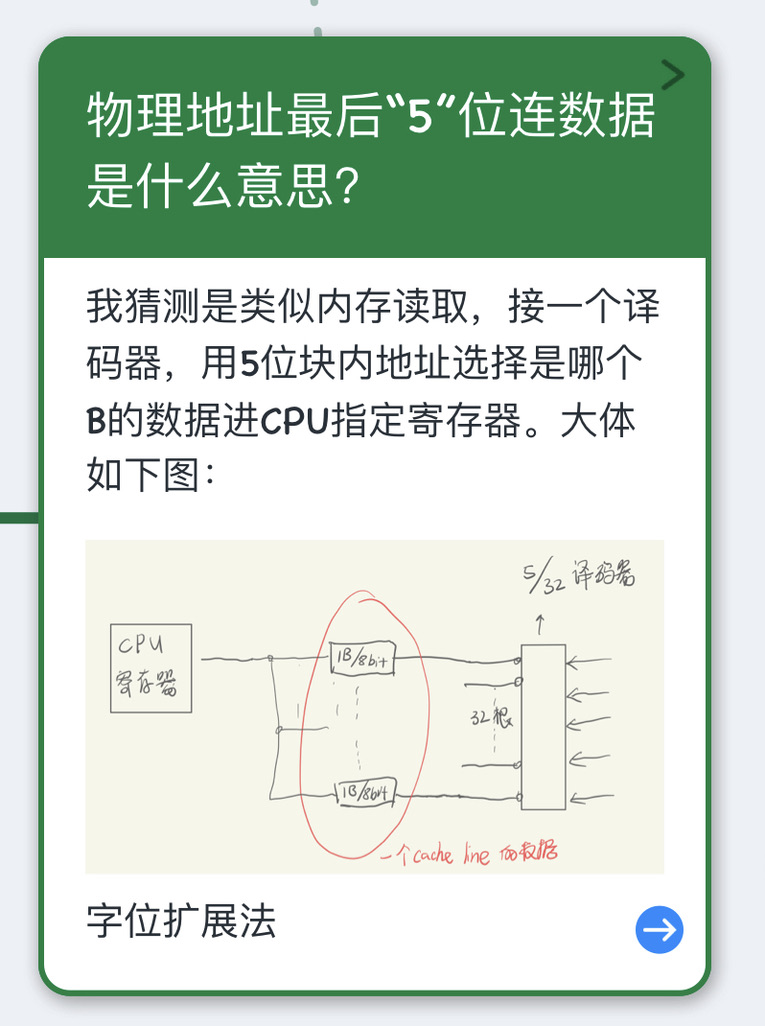 物理地址最后“5”位连数据
是什么意思？
我猜测是类似内存读取，接一个译
码器，用5位块内地址选择是哪个
B的数据进CPU指定寄存器。大体
如下图：
5/32 译码器
CPU
寄存器
1B/8bit
32根
1B/8bit
一个cache line 的数据
字位扩展法